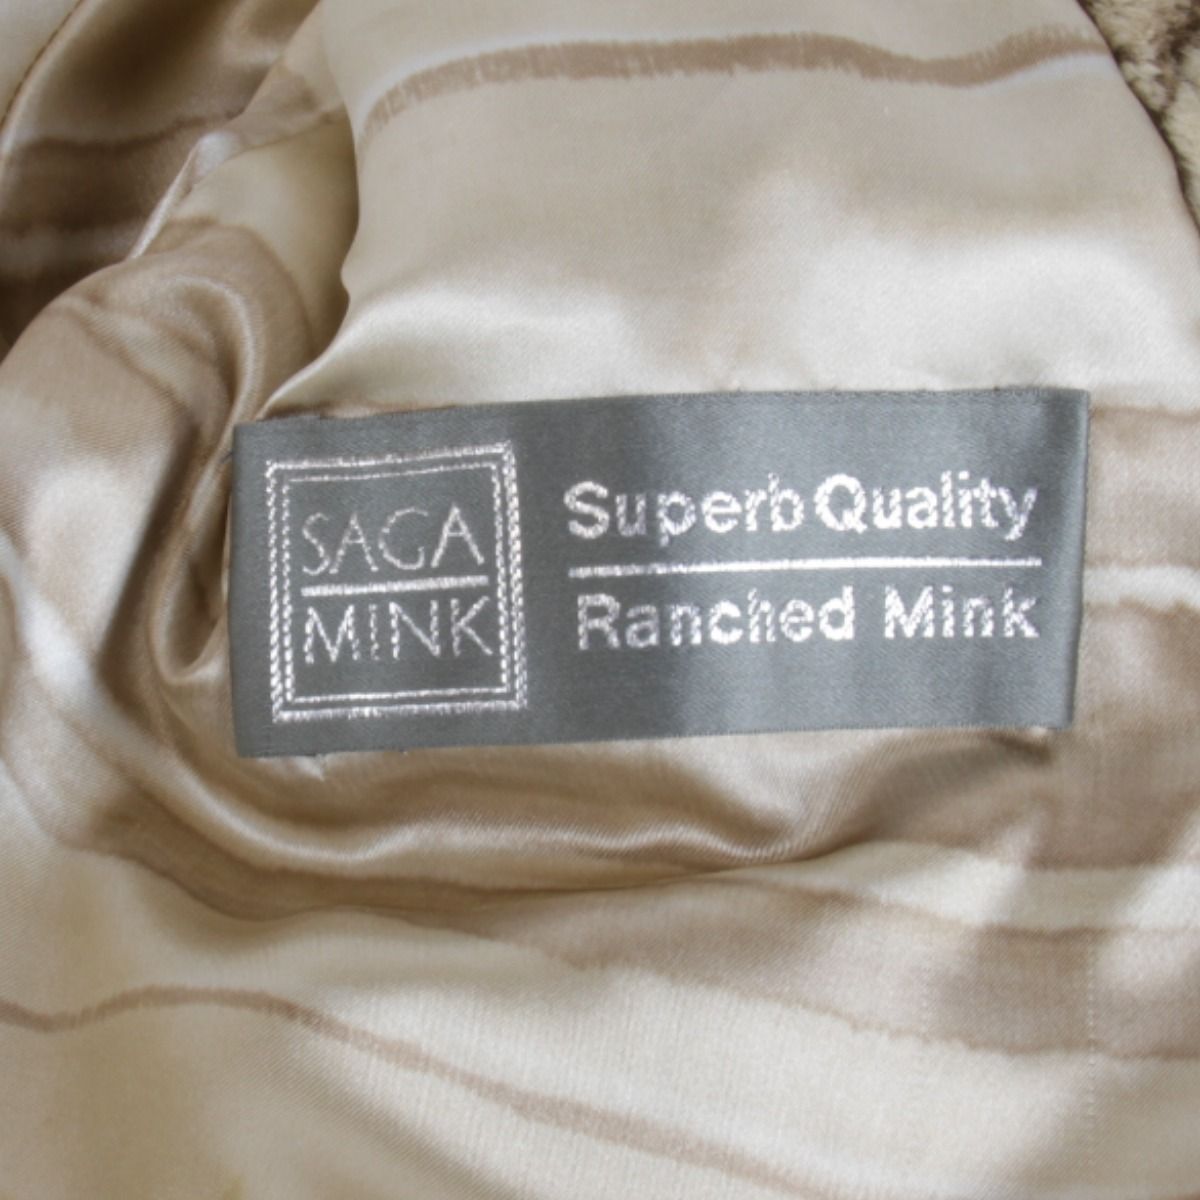 SAGA
MINK
Superb Quality
Ranched Mink